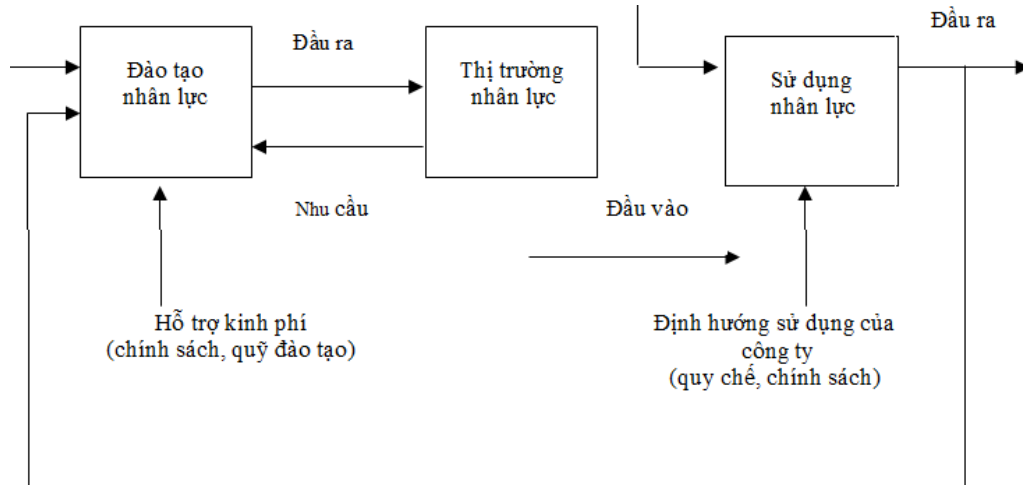 Đầu ra
Đào tạo
nhân lực
Đầu ra
Thị trường
nhân lực
Sử dụng
nhân lực
Nhu cầu
Đầu vào
Hỗ trợ kinh phí
(chính sách, quỹ đào tạo)
Định hướng sử dụng của
công ty
(quy chế, chính sách)